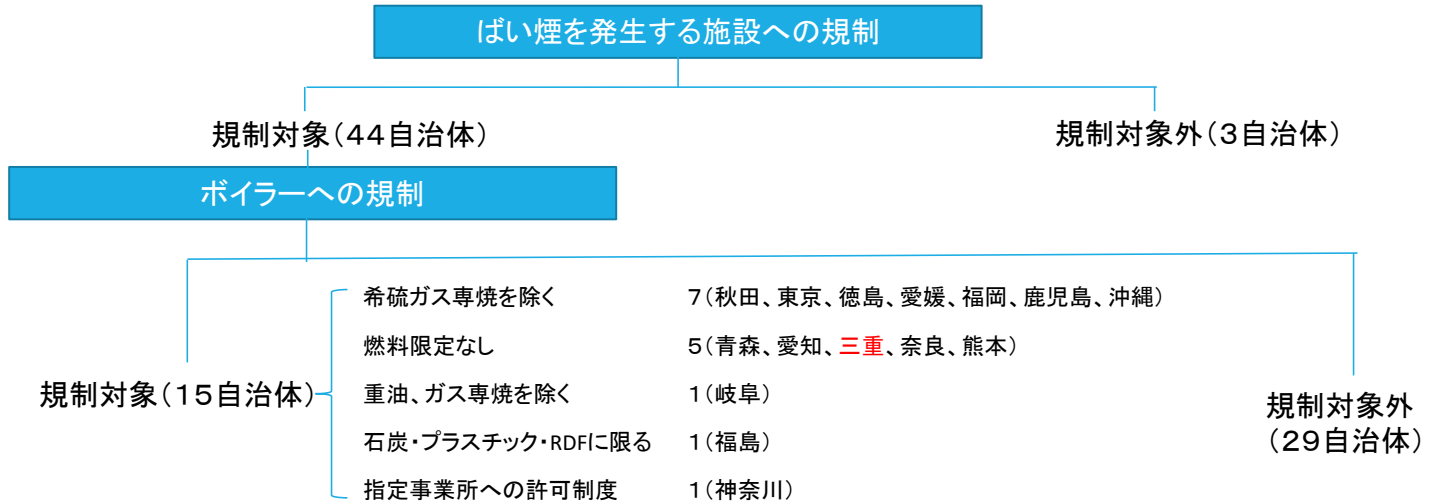 ばい煙を発生する施設への規制
規制対象(44自治体)
規制対象外(3自治体)
ボイラーへの規制
希硫ガス専焼を除く 7(秋田、東京、徳島、愛媛、福岡、鹿児島、沖縄)
燃料限定なし 5(青森、愛知、三重、奈良、熊本)
規制対象(15自治体)
重油、ガス専焼を除く 1(岐阜)
石炭・プラスチック・RDFに限る 1(福島)
指定事業所への許可制度 1(神奈川)
規制対象外
(29自治体)